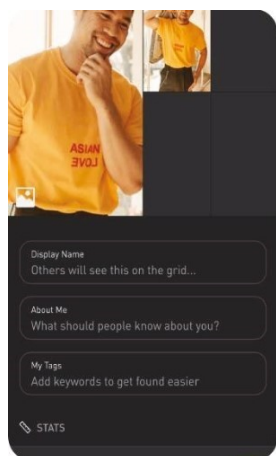 ASIAN
LOVE
Display Name
Others will see this on the grid...
About Me
What should people know about you?
My Tags
Add keywords to get found easier
STATS